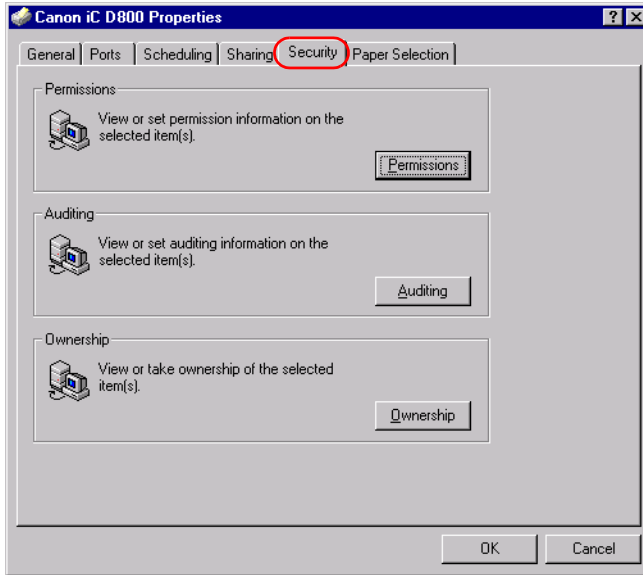 Canon iC D800 Properties
General Ports Scheduling Sharing Security Paper Selection
Permissions
View or set permission information on the
selected item(s).
Permissions
Auditing
View or set auditing information on the
selected item(s).
Auditing
Ownership
View or take ownership of the selected
item(s).
Ownership
OK Cancel